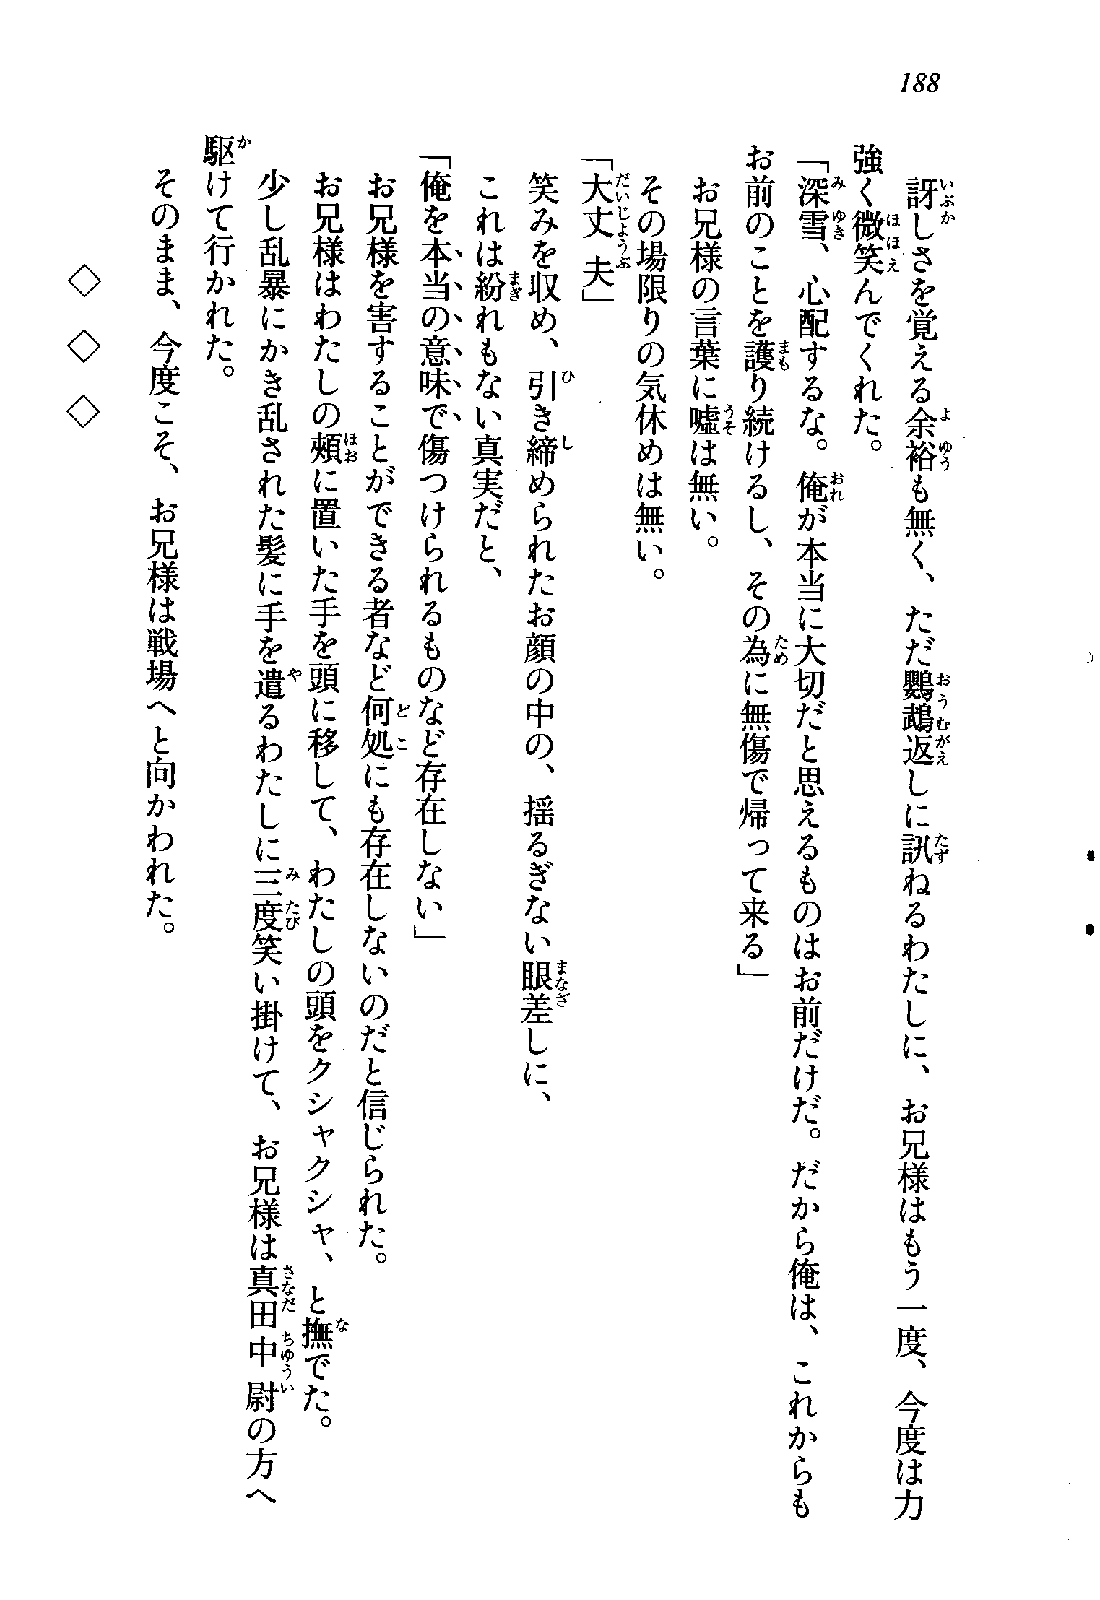 188
訝しさを覚える余裕も無く、ただ鸚鵡返しに訊ねるわたしに、お兄様はもう一度、今度は力
強く微笑んでくれた。
「深雪、心配するな。俺が本当に大切だと思えるものはお前だけだ。だから俺は、これからも
お前のことを護り続けるし、その為に無傷で帰って来る」
お兄様の言葉に嘘は無い。
その場限りの気休めは無い。
「大丈夫」
笑みを収め、引き締められたお顔の中の、揺るぎない眼差しに、
これは紛れもない真実だと、
「俺を本当の意味で傷つけられるものなど存在しない」
お兄様を害することができる者など何処にも存在しないのだと信じられた。
お兄様はわたしの頰に置いた手を頭に移して、わたしの頭をクシャクシャ、と撫でた。
少し乱暴にかき乱された髪に手を遣るわたしに三度笑い掛けて、お兄様は真田中尉の方へ
駆けて行かれた。
そのまま、今度こそ、お兄様は戦場へと向かわれた。
◇ ◇ ◇